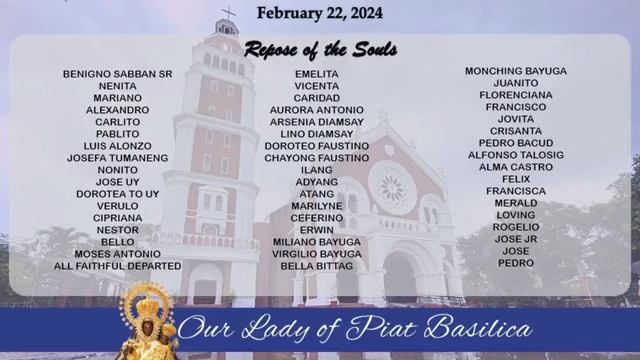 February 22, 2024
Repose of the Souls
BENIGNO SABBAN SR
NENITA
MARIANO
ALEXANDRO
CARLITO
PABLITO
LUIS ALONZO
JOSEFA TUMANENG
NONITO
JOSE UY
DOROTEA TO UY
VERULO
CIPRIANA
NESTOR
BELLO
MOSES ANTONIO
ALL FAITHFUL DEPARTED
EMELITA
VICENTA
CARIDAD
AURORA ANTONIO
ARSENIA DIAMSAY
LINO DIAMSAY
DOROTEO FAUSTINO
CHAYONG FAUSTINO
ILANG
ADYANG
ATANG
MARILYNE
CEFERINO
ERWIN
MILIANO BAYUGA
VIRGILIO BAYUGA
BELLA BITTAG
MONCHING BAYUGA
JUANITO
FLORENCIANA
FRANCISCO
JOVITA
CRISANTA
PEDRO BACUD
ALFONSO TALOSIG
ALMA CASTRO
FELIX
FRANCISCA
MERALD
LOVING
ROGELIO
JOSE JR
JOSE
PEDRO
Our Lady of Piat Basilica